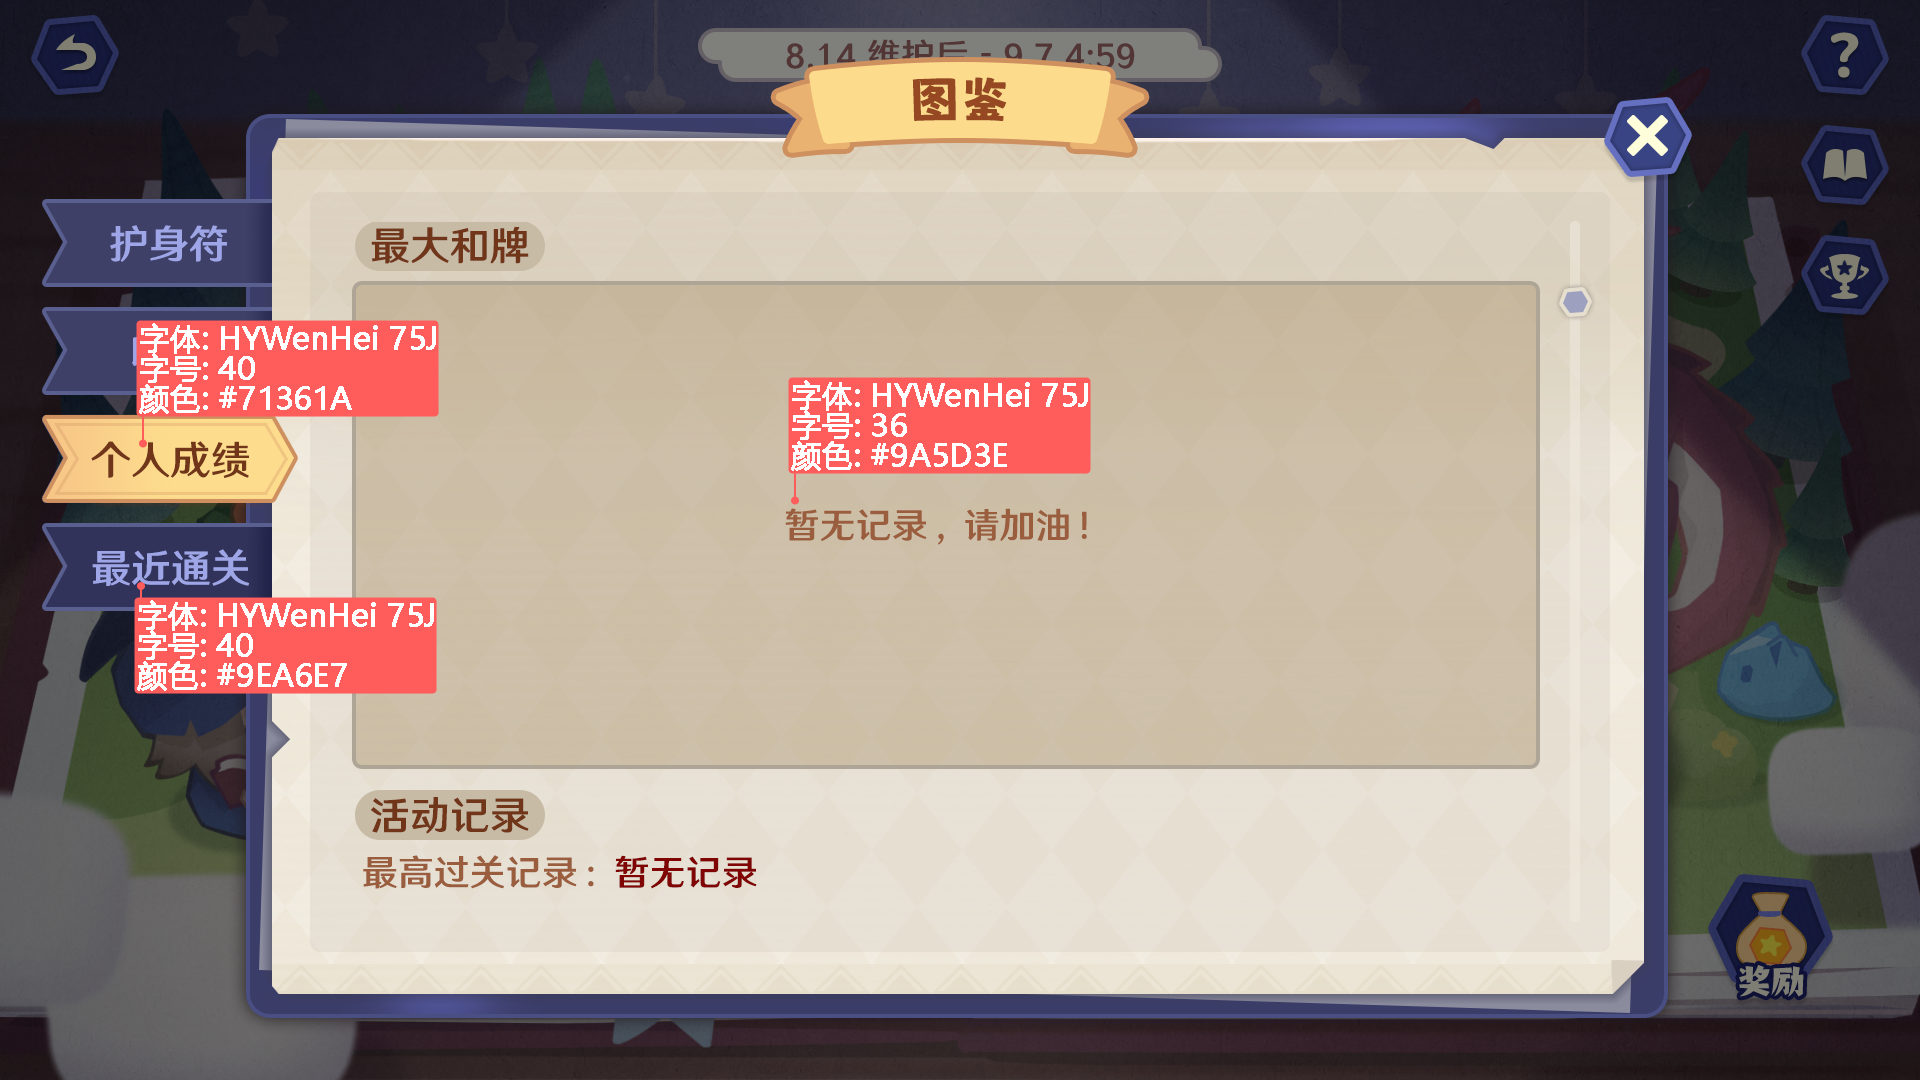 8.14 维护后 - 9.7 4:59
图鉴
护身符
最大和牌
字体: HYWenHei 75J
字号: 40
颜色: #71361A
字体: HYWenHei 75J
字号: 36
颜色: #9A5D3E
个人成绩
暂无记录，请加油！
最近通关
字体: HYWenHei 75J
字号: 40
颜色: #9EA6E7
活动记录
最高过关记录：暂无记录
奖励